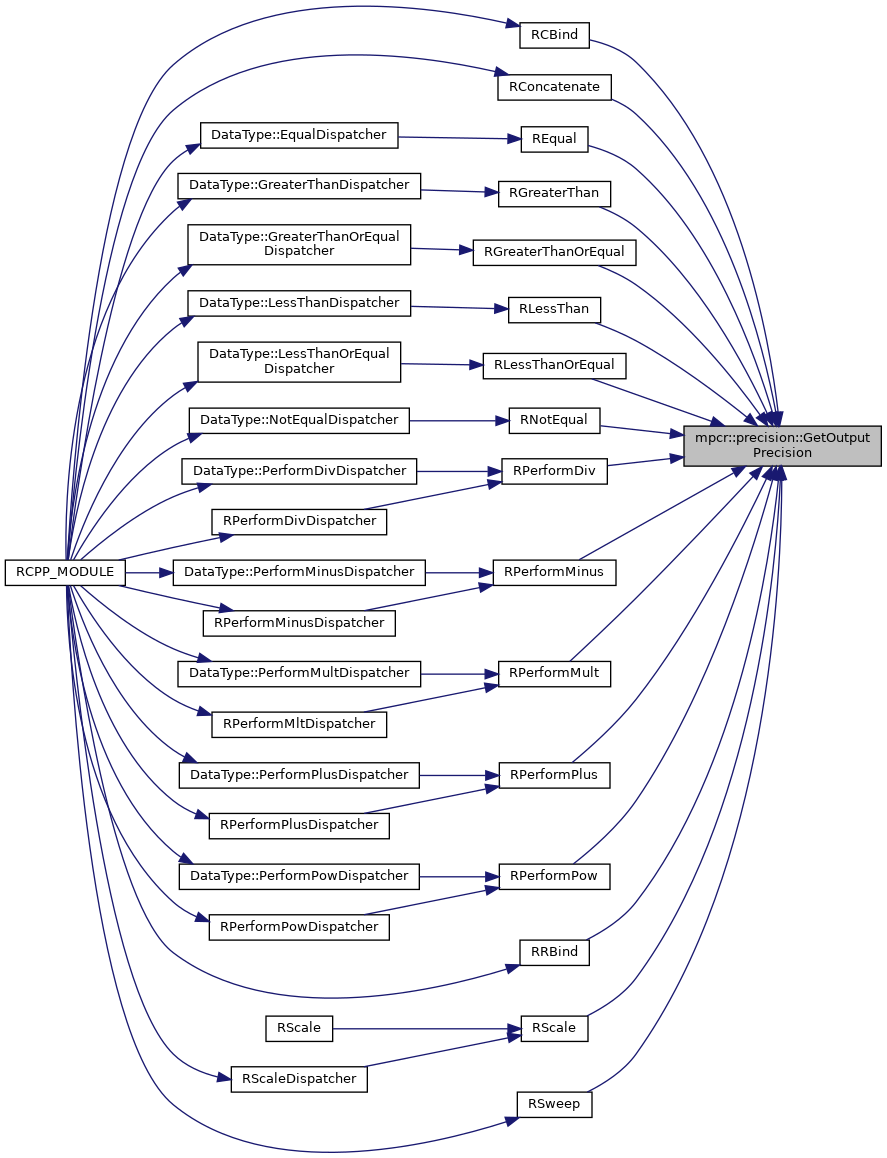 RCBind
RConcatenate
DataType::EqualDispatcher
REqual
DataType::GreaterThanDispatcher
RGreaterThan
DataType::GreaterThanOrEqual
Dispatcher
RGreaterThanOrEqual
DataType::LessThanDispatcher
RLessThan
DataType::LessThanOrEqual
Dispatcher
RLessThanOrEqual
DataType::NotEqualDispatcher
RNotEqual
mpcr::precision::GetOutput
Precision
DataType::PerformDivDispatcher
RPerformDiv
RPerformDivDispatcher
RCPP_MODULE
DataType::PerformMinusDispatcher
RPerformMinus
RPerformMinusDispatcher
DataType::PerformMultDispatcher
RPerformMult
RPerformMltDispatcher
DataType::PerformPlusDispatcher
RPerformPlus
RPerformPlusDispatcher
DataType::PerformPowDispatcher
RPerformPow
RPerformPowDispatcher
RRBind
RScale
RScale
RScaleDispatcher
RSweep